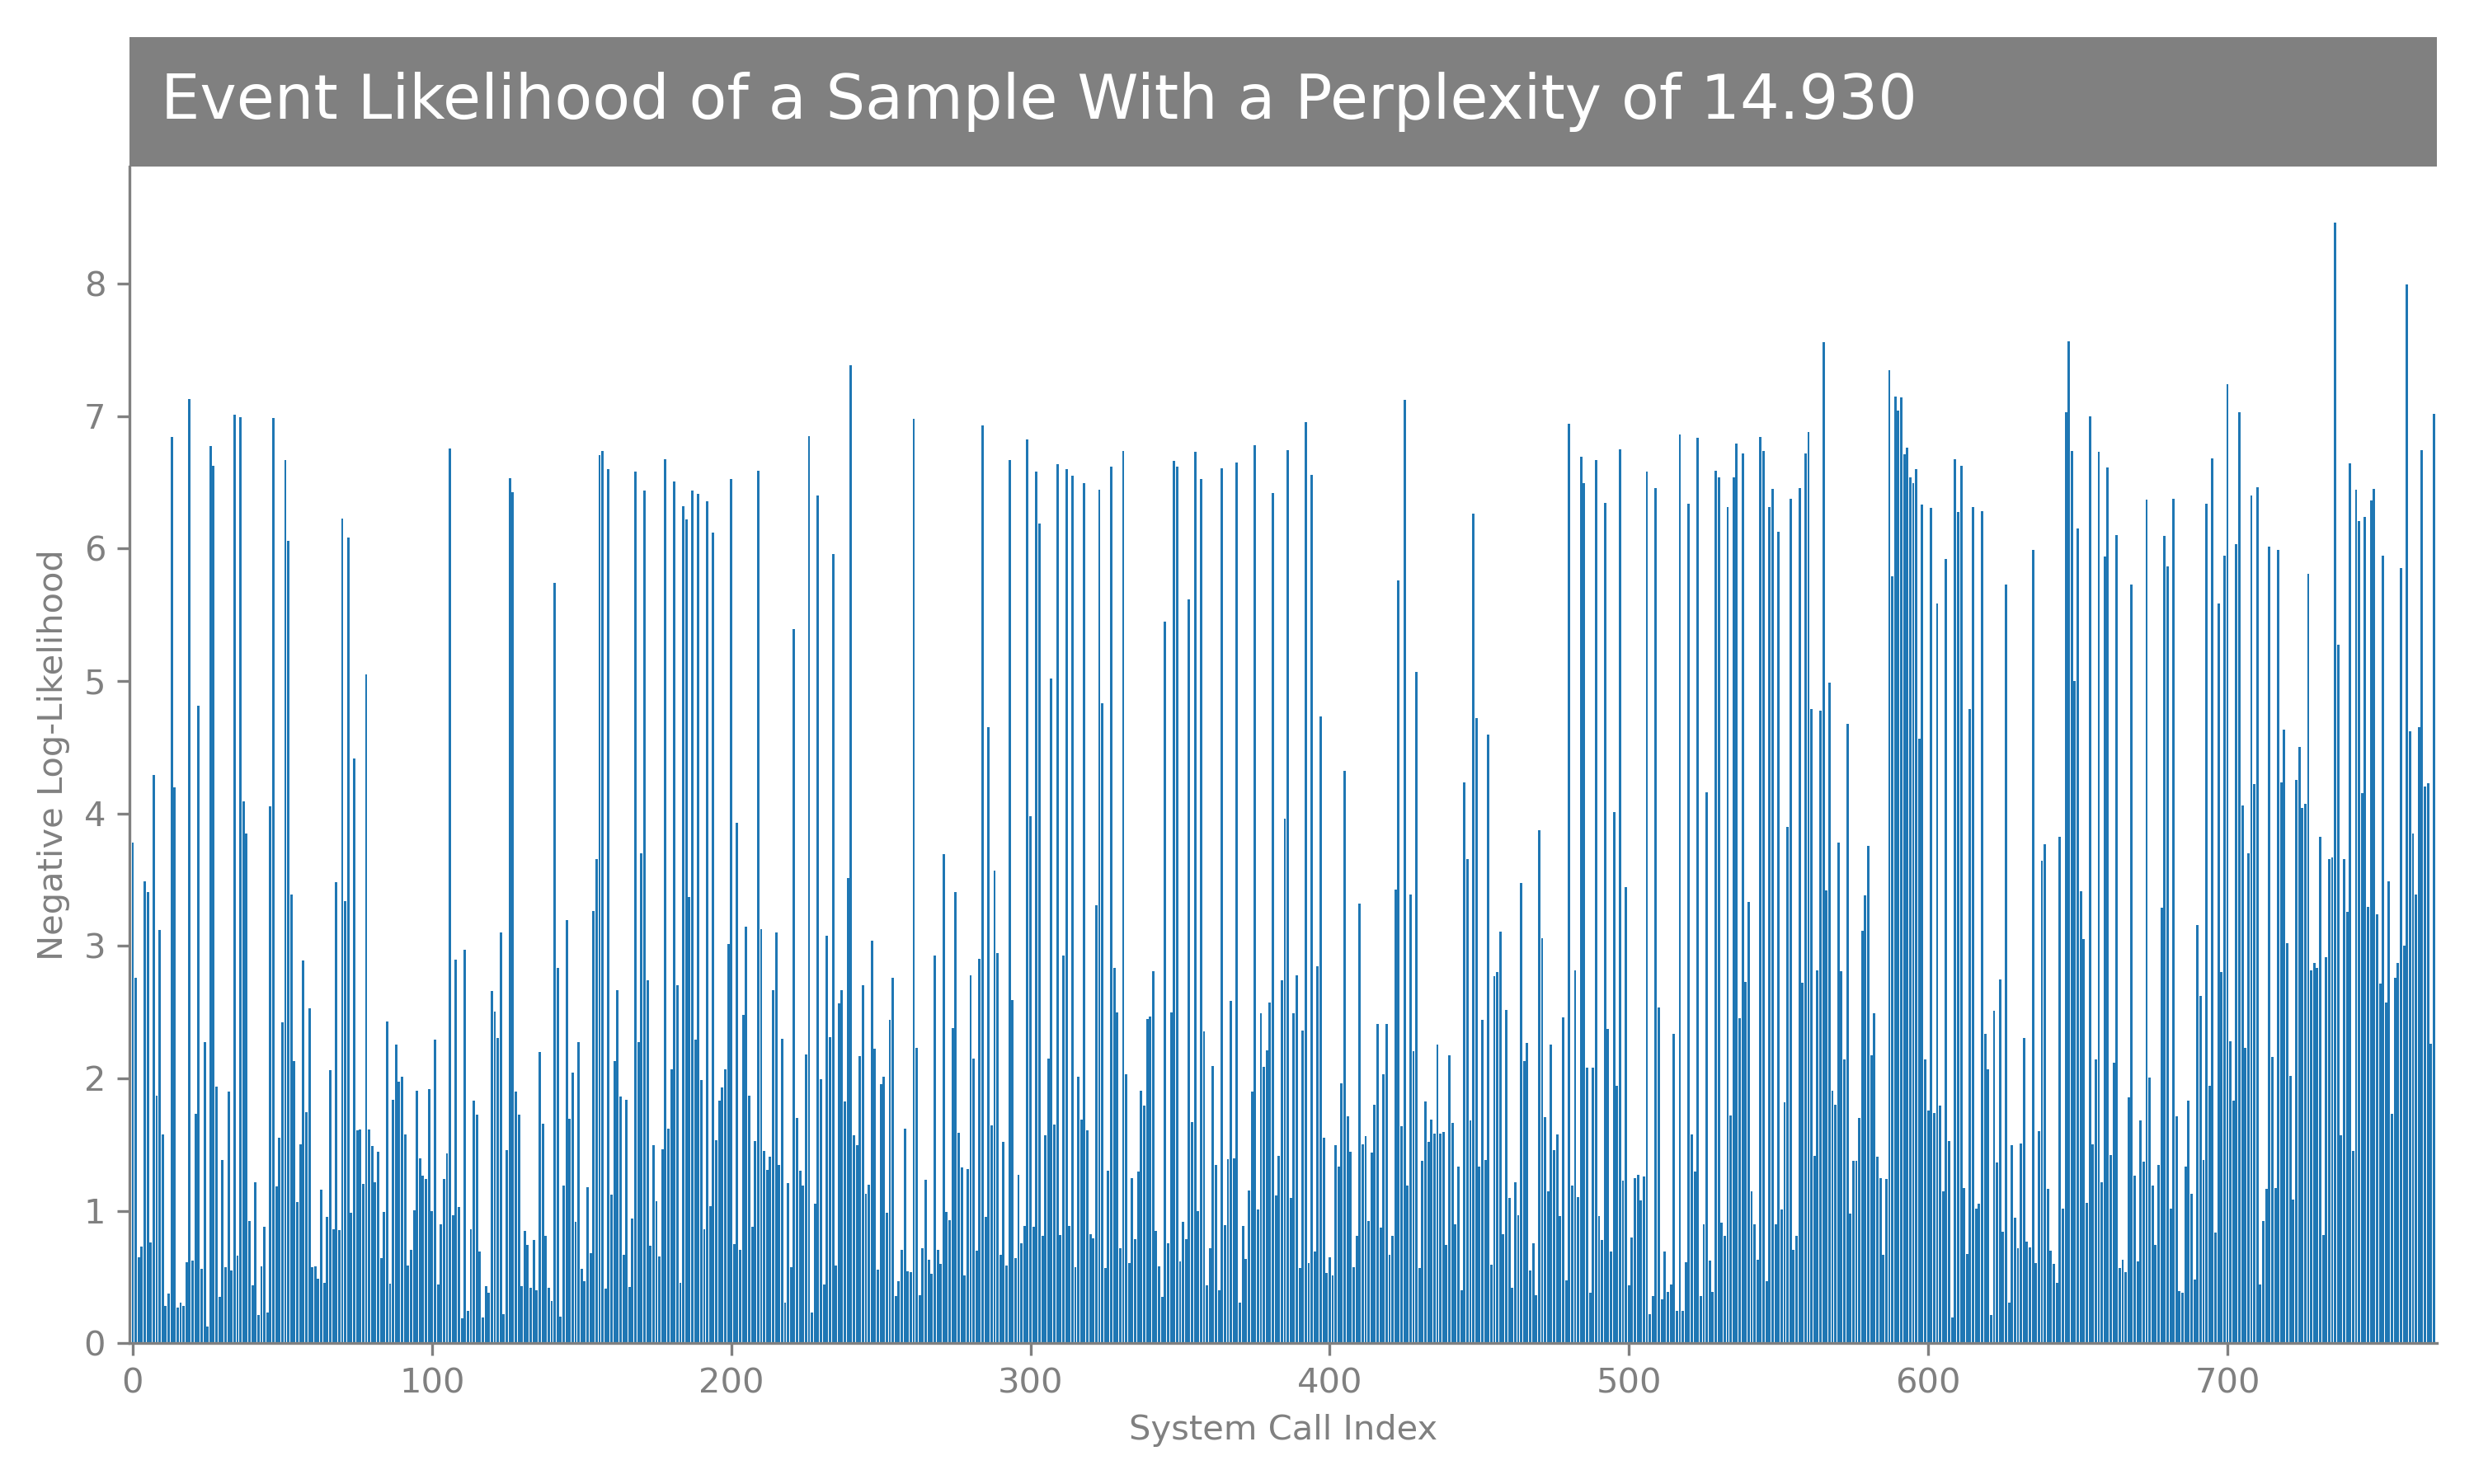 Event Likelihood of a Sample With a Perplexity of 14.930
8
7
6
5
4
3
2
1
0
Negative Log-Likelihood
0 100 200 300 400 500 600 700
System Call Index